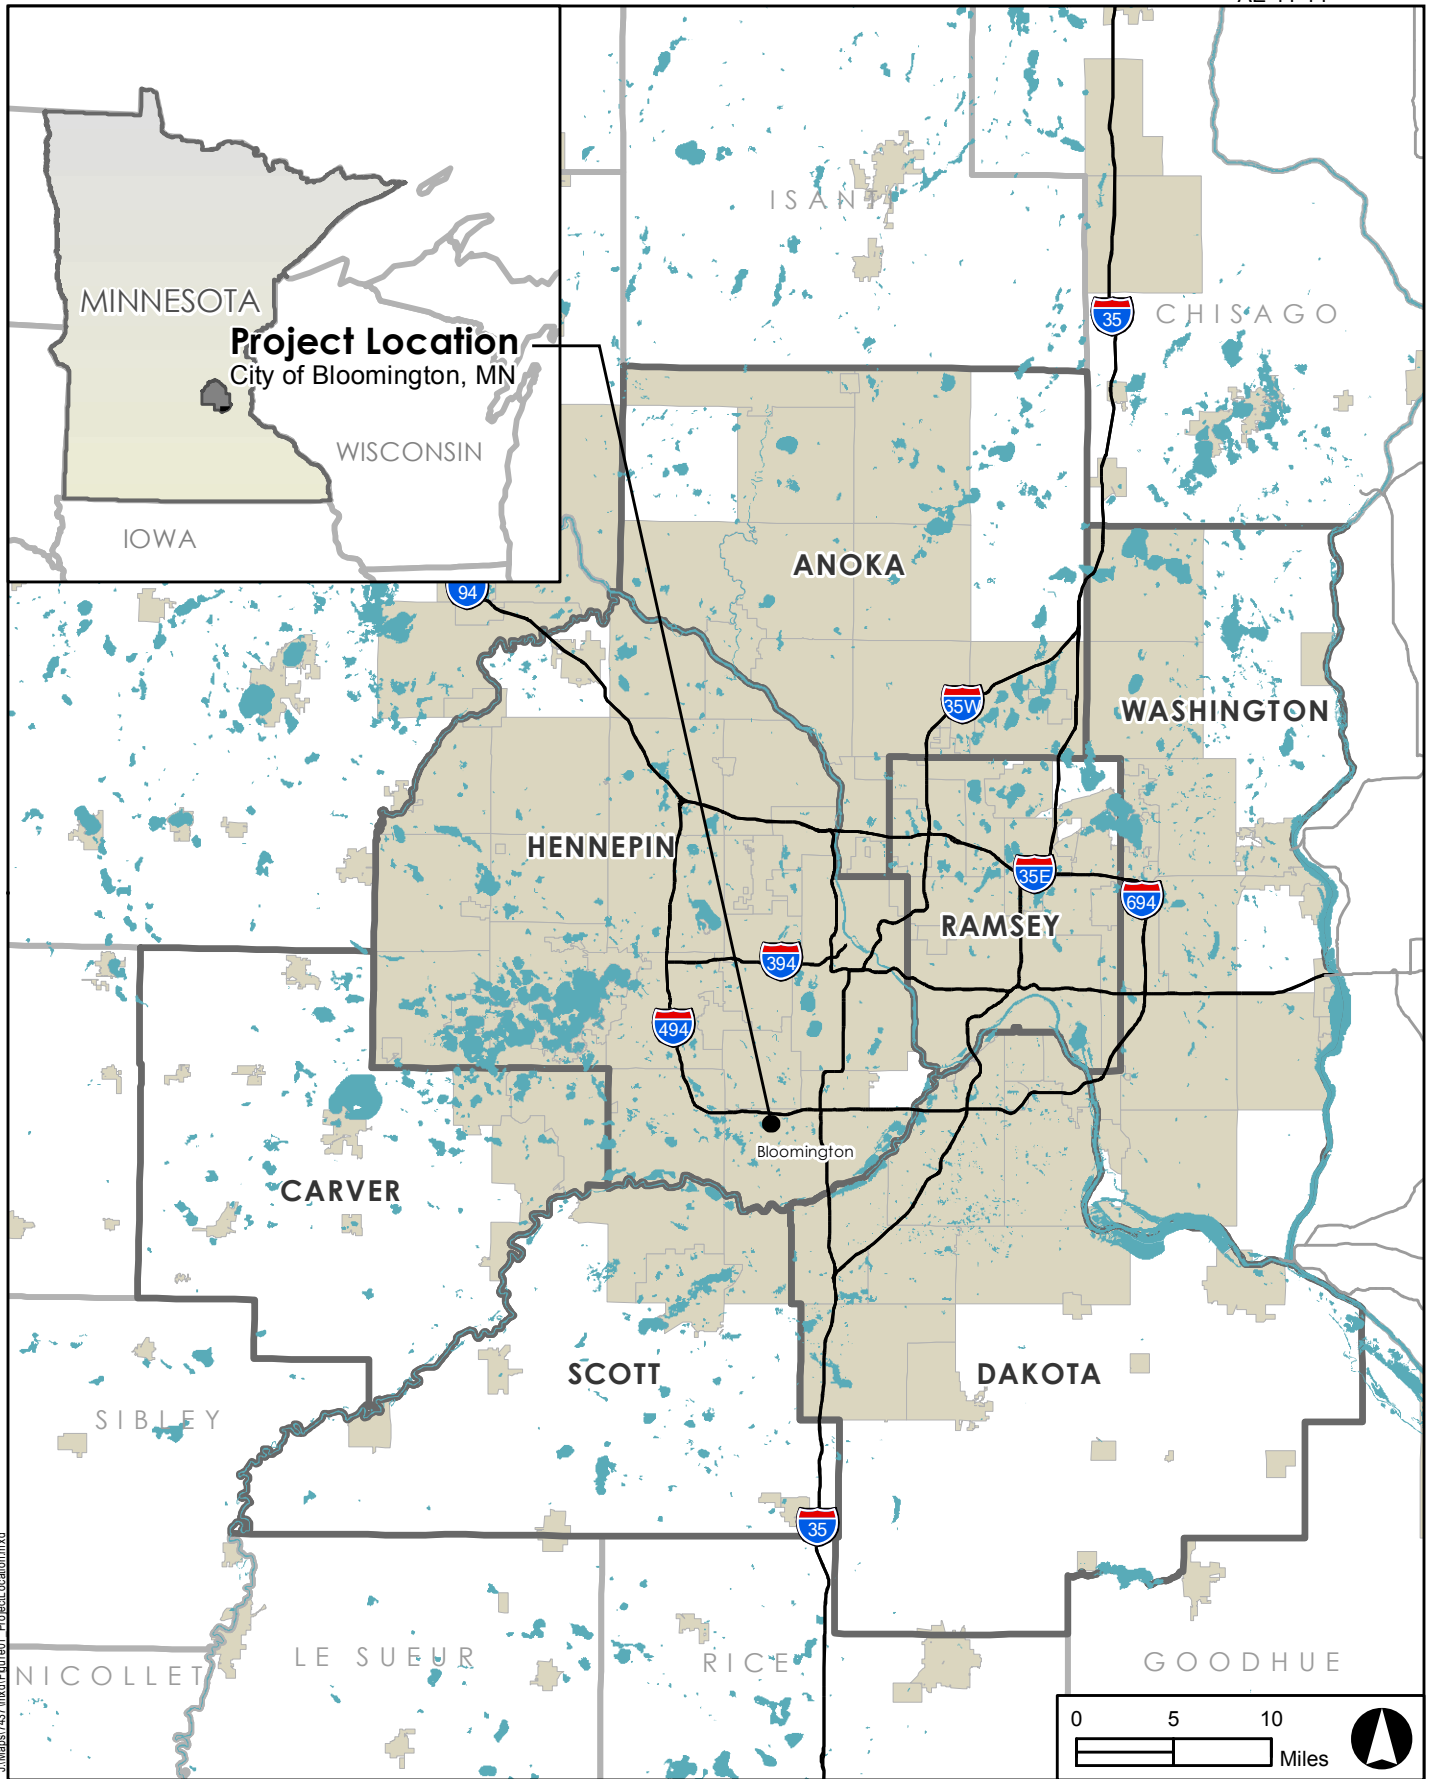 ISANTI
MINNESOTA
35
CHISAGO
Project Location
City of Bloomington, MN
WISCONSIN
IOWA
ANOKA
94
35W
WASHINGTON
HENNEPIN
35E
694
RAMSEY
394
494
Bloomington
CARVER
SCOTT
DAKOTA
SIBLEY
35
LE SUEUR
RICE
GOODHUE
NICOLLET
0 5 10
Miles